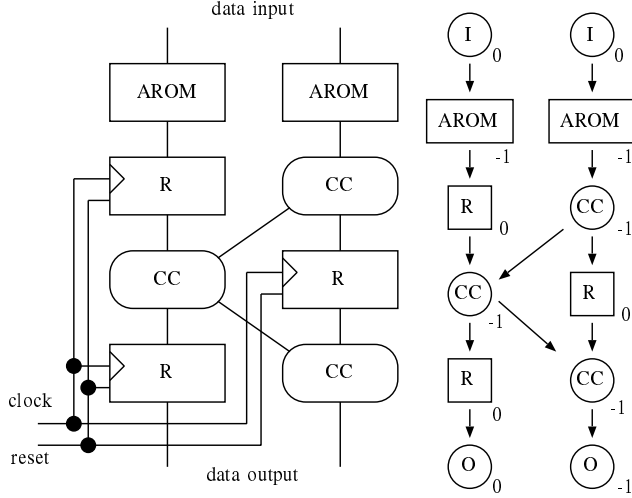 data input
AROM
AROM
R
CC
CC
R
R
CC
clock
reset
data output
I
0
I
0
AROM
-1
AROM
-1
R
0
CC
-1
CC
-1
R
0
R
0
CC
-1
O
0
O
-1